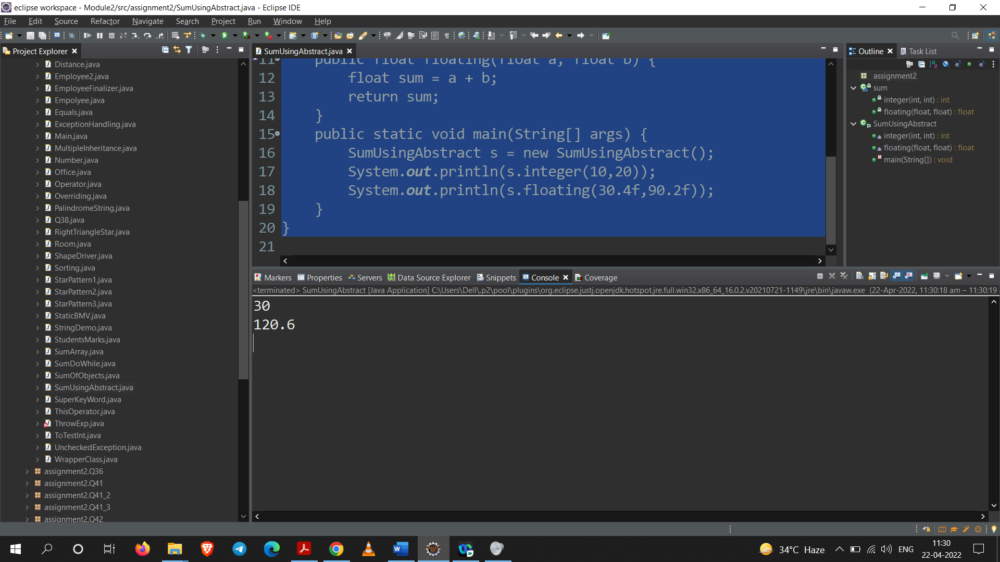 eclipse workspace - Module2/src/assignment2/SumUsingAbstract.java - Eclipse IDE
File Edit Source Refactor Navigate Search Project Run Window Help
Project Explorer
Distance.java
Employee2.java
EmployeeFinalizer.java
Empolyee.java
Equals.java
ExceptionHandling.java
Main.java
MultipleInheritance.java
Number.java
Office.java
Operator.java
Overriding.java
PalindromeString.java
Q38.java
RightTriangleStar.java
Room.java
ShapeDriver.java
Sorting.java
StarPattern1.java
StarPattern2.java
StarPattern3.java
StaticBMV.java
StringDemo.java
StudentsMarks.java
SumArray.java
SumDoWhile.java
SumOfObjects.java
SumUsingAbstract.java
SuperKeyWord.java
ThisOperator.java
ThrowExp.java
ToTestInt.java
UncheckedException.java
WrapperClass.java
assignment2.Q36
assignment2.Q41
assignment2.Q41_2
assignment2.Q41_3
assignment2.Q42
SumUsingAbstract.java
11 public float floating(float a, float b) {
12 float sum = a + b;
13 return sum;
14 }
15 public static void main(String[] args) {
16 SumUsingAbstract s = new SumUsingAbstract();
17 System.out.println(s.integer(10,20));
18 System.out.println(s.floating(30.4f,90.2f));
19 }
20 }
21
Outline Task List
assignment2
sum
integer(int, int) : int
floating(float, float) : float
SumUsingAbstract
integer(int, int) : int
floating(float, float) : float
main(String[]) : void
Markers Properties Servers Data Source Explorer Snippets Console Coverage
<terminated> SumUsingAbstract [Java Application] C:\Users\Dell\.p2\pool\plugins\org.eclipse.justj.openjdk.hotspot.jre.full.win32.x86_64_16.0.2.v20210721-1149\jre\bin\javaw.exe (22-Apr-2022, 11:30:18 am – 11:30:19
30
120.6
34°C Haze
ENG
11:30
22-04-2022